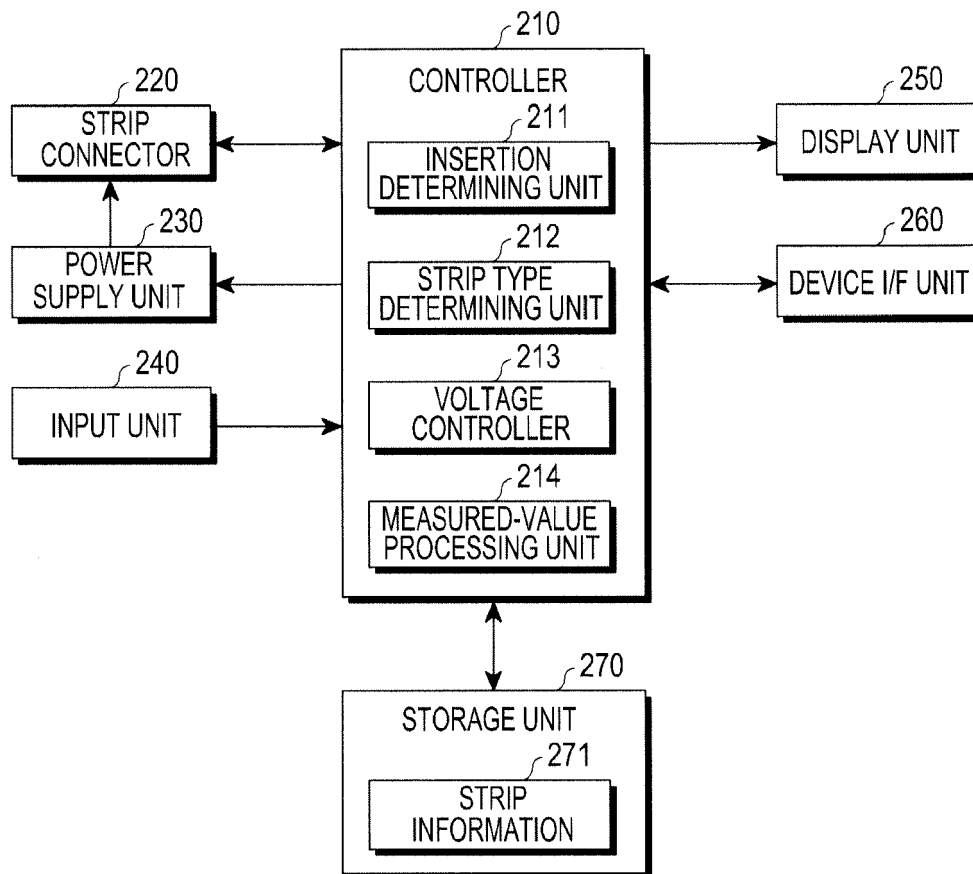 210
CONTROLLER
220
STRIP
CONNECTOR
211
INSERTION
DETERMINING UNIT
250
DISPLAY UNIT
230
POWER
SUPPLY UNIT
212
STRIP TYPE
DETERMINING UNIT
260
DEVICE I/F UNIT
240
INPUT UNIT
213
VOLTAGE
CONTROLLER
214
MEASURED-VALUE
PROCESSING UNIT
270
STORAGE UNIT
271
STRIP
INFORMATION